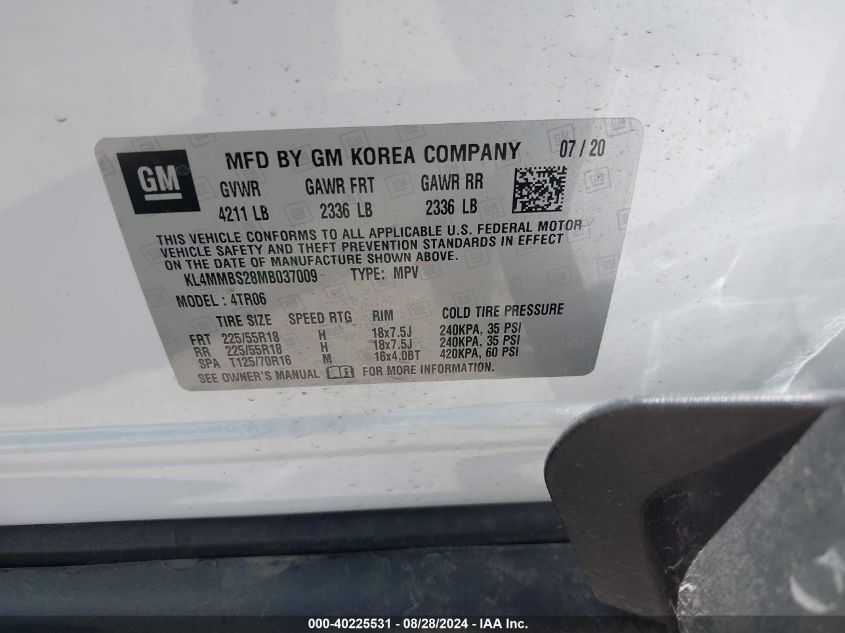 GM
MFD BY GM KOREA COMPANY 07 / 20
GVWR GAWR FRT GAWR RR
4211 LB 2336 LB 2336 LB
THIS VEHICLE CONFORMS TO ALL APPLICABLE U.S. FEDERAL MOTOR
VEHICLE SAFETY AND THEFT PREVENTION STANDARDS IN EFFECT
ON THE DATE OF MANUFACTURE SHOWN ABOVE.
KL4MMBS28MB037009 TYPE: MPV
MODEL: 4TR06
TIRE SIZE SPEED RTG RIM COLD TIRE PRESSURE
FRT 225/55R18 H 18x7.5J 240KPA, 35 PSI
RR 225/55R18 H 18x7.5J 240KPA, 35 PSI
SPA T125/70R16 M 16x4.0BT 420KPA, 60 PSI
SEE OWNER'S MANUAL FOR MORE INFORMATION.
000-40225531 - 08/28/2024 - IAA Inc.